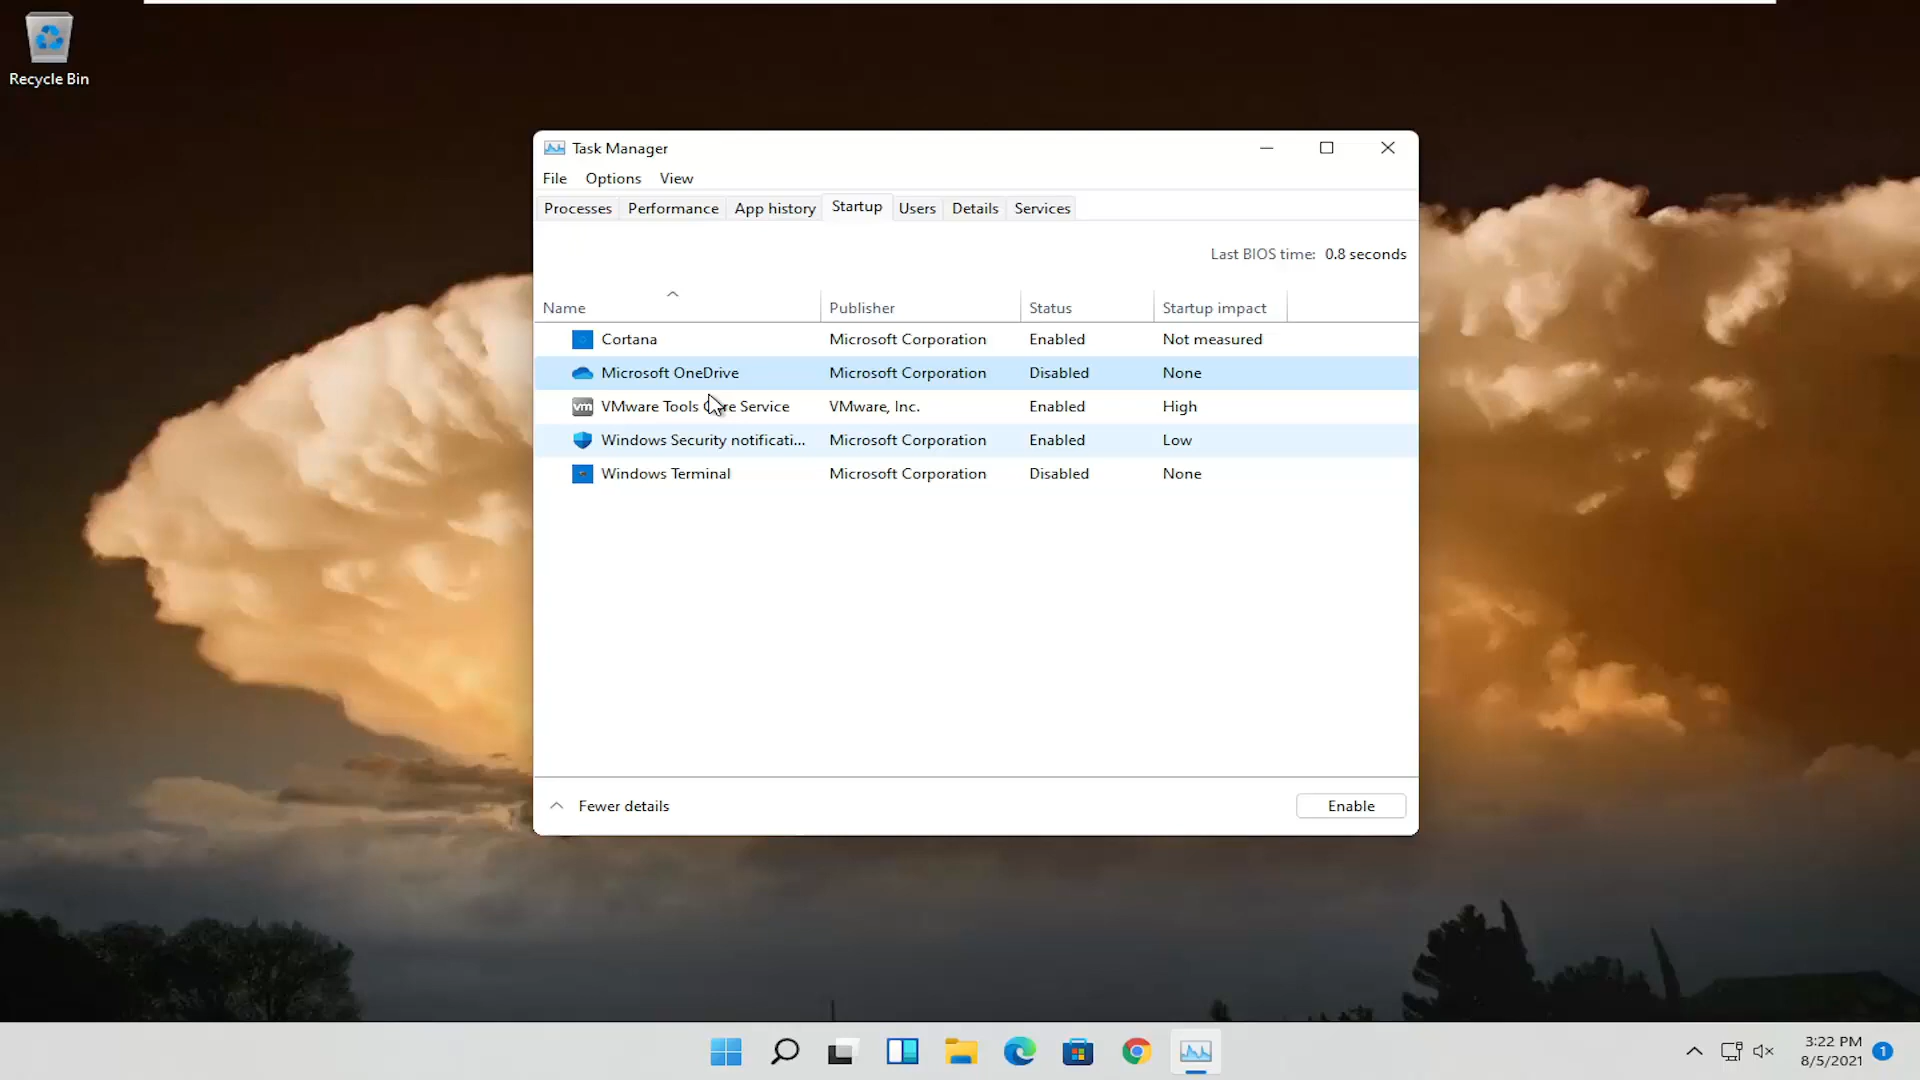 Recycle Bin
Task Manager
File Options View
Processes Performance App history Startup Users Details Services
Last BIOS time: 0.8 seconds
Name Publisher Status Startup impact
Cortana Microsoft Corporation Enabled Not measured
Microsoft OneDrive Microsoft Corporation Disabled None
vm VMware Tools Core Service VMware, Inc. Enabled High
Windows Security notificati... Microsoft Corporation Enabled Low
Windows Terminal Microsoft Corporation Disabled None
Fewer details Enable
3:22 PM
8/5/2021 1